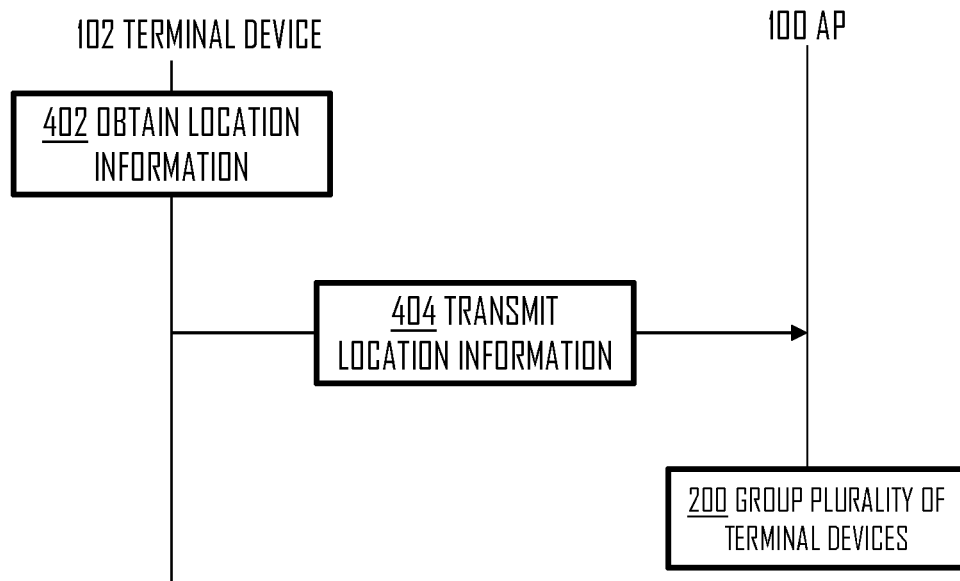 102 TERMINAL DEVICE
100 AP
402 OBTAIN LOCATION
INFORMATION
404 TRANSMIT
LOCATION INFORMATION
200 GROUP PLURALITY OF
TERMINAL DEVICES